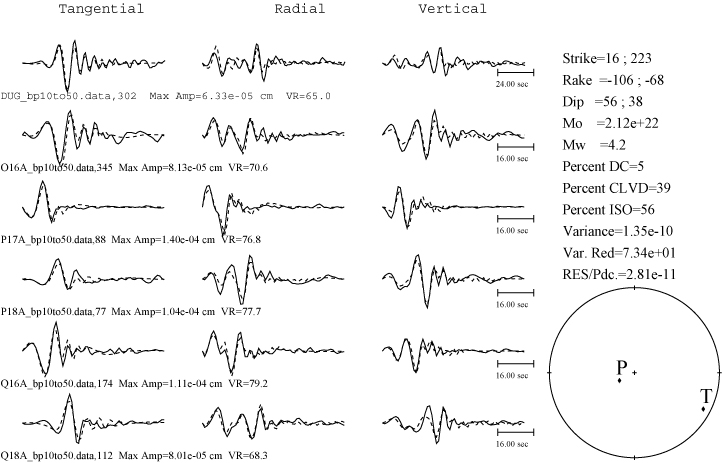 Tangential Radial Vertical
24.00 sec
DUG_bp10to50.data,302 Max Amp=6.33e-05 cm VR=65.0
16.00 sec
O16A_bp10to50.data,345 Max Amp=8.13e-05 cm VR=70.6
16.00 sec
P17A_bp10to50.data,88 Max Amp=1.40e-04 cm VR=76.8
16.00 sec
P18A_bp10to50.data,77 Max Amp=1.04e-04 cm VR=77.7
16.00 sec
Q16A_bp10to50.data,174 Max Amp=1.11e-04 cm VR=79.2
16.00 sec
Q18A_bp10to50.data,112 Max Amp=8.01e-05 cm VR=68.3
Strike=16 ; 223
Rake =-106 ; -68
Dip =56 ; 38
Mo =2.12e+22
Mw =4.2
Percent DC=5
Percent CLVD=39
Percent ISO=56
Variance=1.35e-10
Var. Red=7.34e+01
RES/Pdc.=2.81e-11
P
T